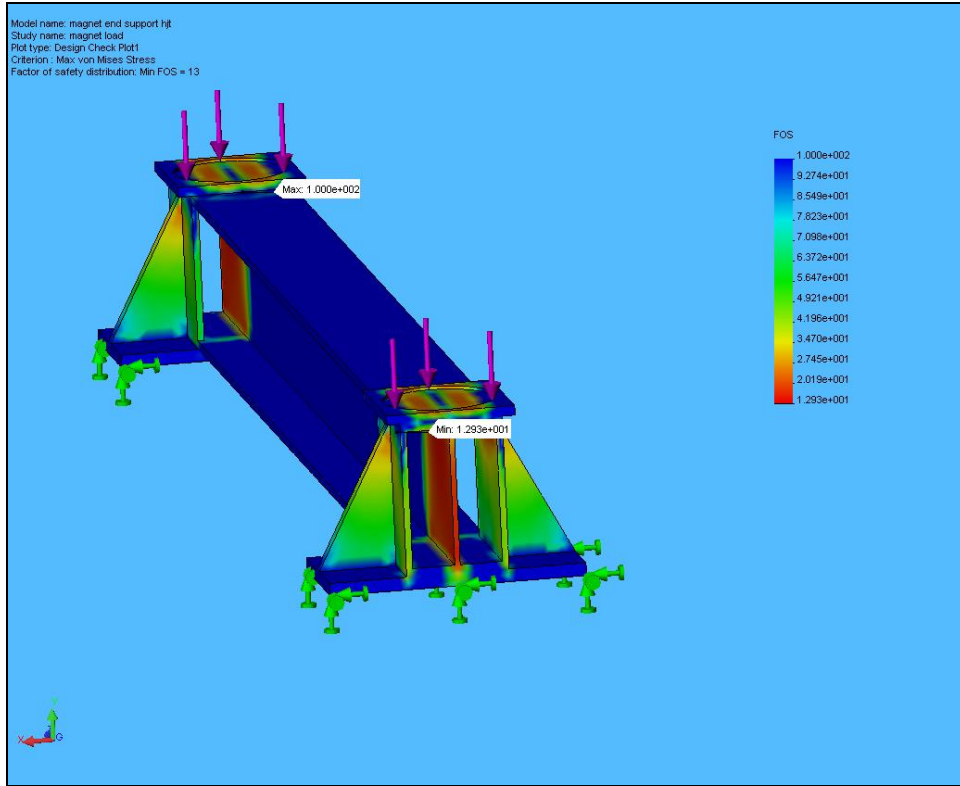 Model name: magnet end support hjt
Study name: magnet load
Plot type: Design Check Plot1
Criterion : Max von Mises Stress
Factor of safety distribution: Min FOS = 13
FOS
1.000e+002
9.274e+001
8.549e+001
7.823e+001
7.098e+001
6.372e+001
5.647e+001
4.921e+001
4.196e+001
3.470e+001
2.745e+001
2.019e+001
1.293e+001
Max: 1.000e+002
Min: 1.293e+001
Y
X
G